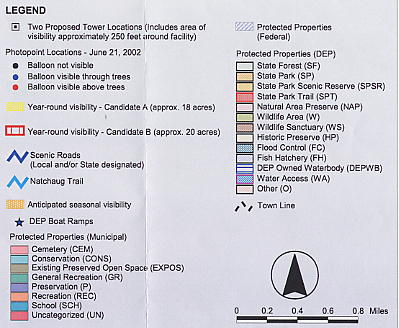 LEGEND
Two Proposed Tower Locations (Includes area of
visibility approximately 250 feet around facility)
Photopoint Locations - June 21, 2002
Balloon not visible
Balloon visible through trees
Balloon visible above trees
Year-round visibility - Candidate A (approx. 18 acres)
Year-round visibility - Candidate B (approx. 20 acres)
Scenic Roads
(Local and/or State designated)
Natchaug Trail
Anticipated seasonal visibility
DEP Boat Ramps
Protected Properties (Municipal)
Cemetery (CEM)
Conservation (CONS)
Existing Preserved Open Space (EXPOS)
General Recreation (GR)
Preservation (P)
Recreation (REC)
School (SCH)
Uncategorized (UN)
Protected Properties
(Federal)
Protected Properties (DEP)
State Forest (SF)
State Park (SP)
State Park Scenic Reserve (SPSR)
State Park Trail (SPT)
Natural Area Preserve (NAP)
Wildlife Area (W)
Wildlife Sanctuary (WS)
Historic Preserve (HP)
Flood Control (FC)
Fish Hatchery (FH)
DEP Owned Waterbody (DEPWB)
Water Access (WA)
Other (O)
Town Line
0 0.2 0.4 0.6 0.8 Miles